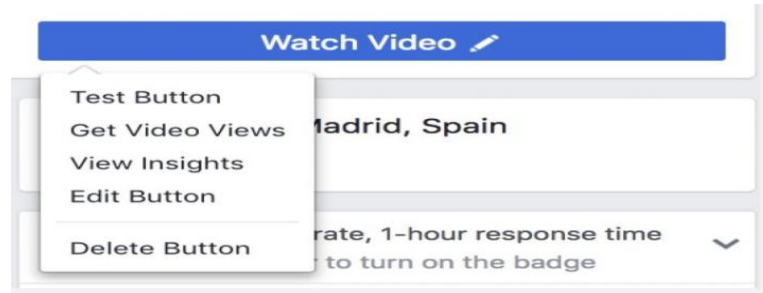 Watch Video
Test Button
Get Video Views
View Insights
Edit Button
Delete Button
Madrid, Spain
rate, 1-hour response time
to turn on the badge